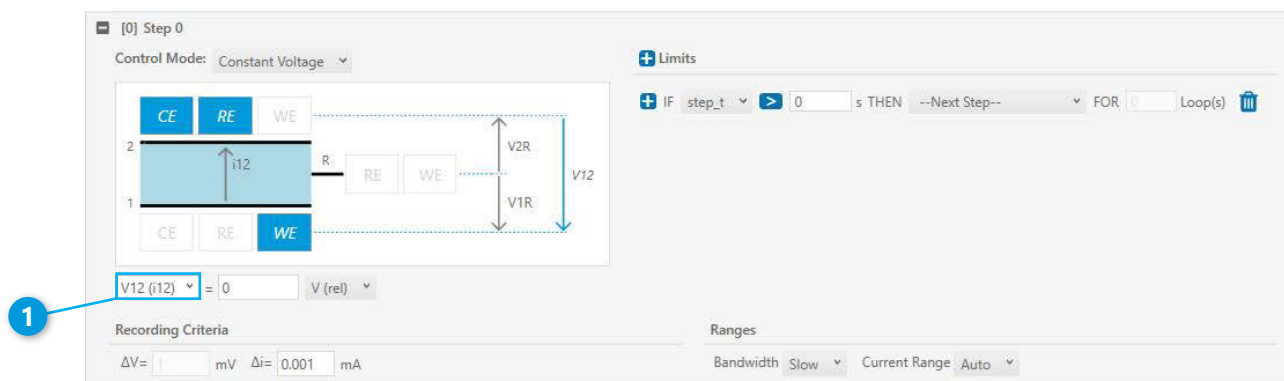 [0] Step 0
Control Mode: Constant Voltage
Limits
IF step_t > 0 s THEN --Next Step-- FOR 0 Loop(s)
CE RE WE
2
i12
R
RE WE
V2R
V12
1
V1R
CE RE WE
V12 (i12) = 0 V (rel)
1
Recording Criteria
ΔV= 1 mV Δi= 0.001 mA
Ranges
Bandwidth Slow Current Range Auto